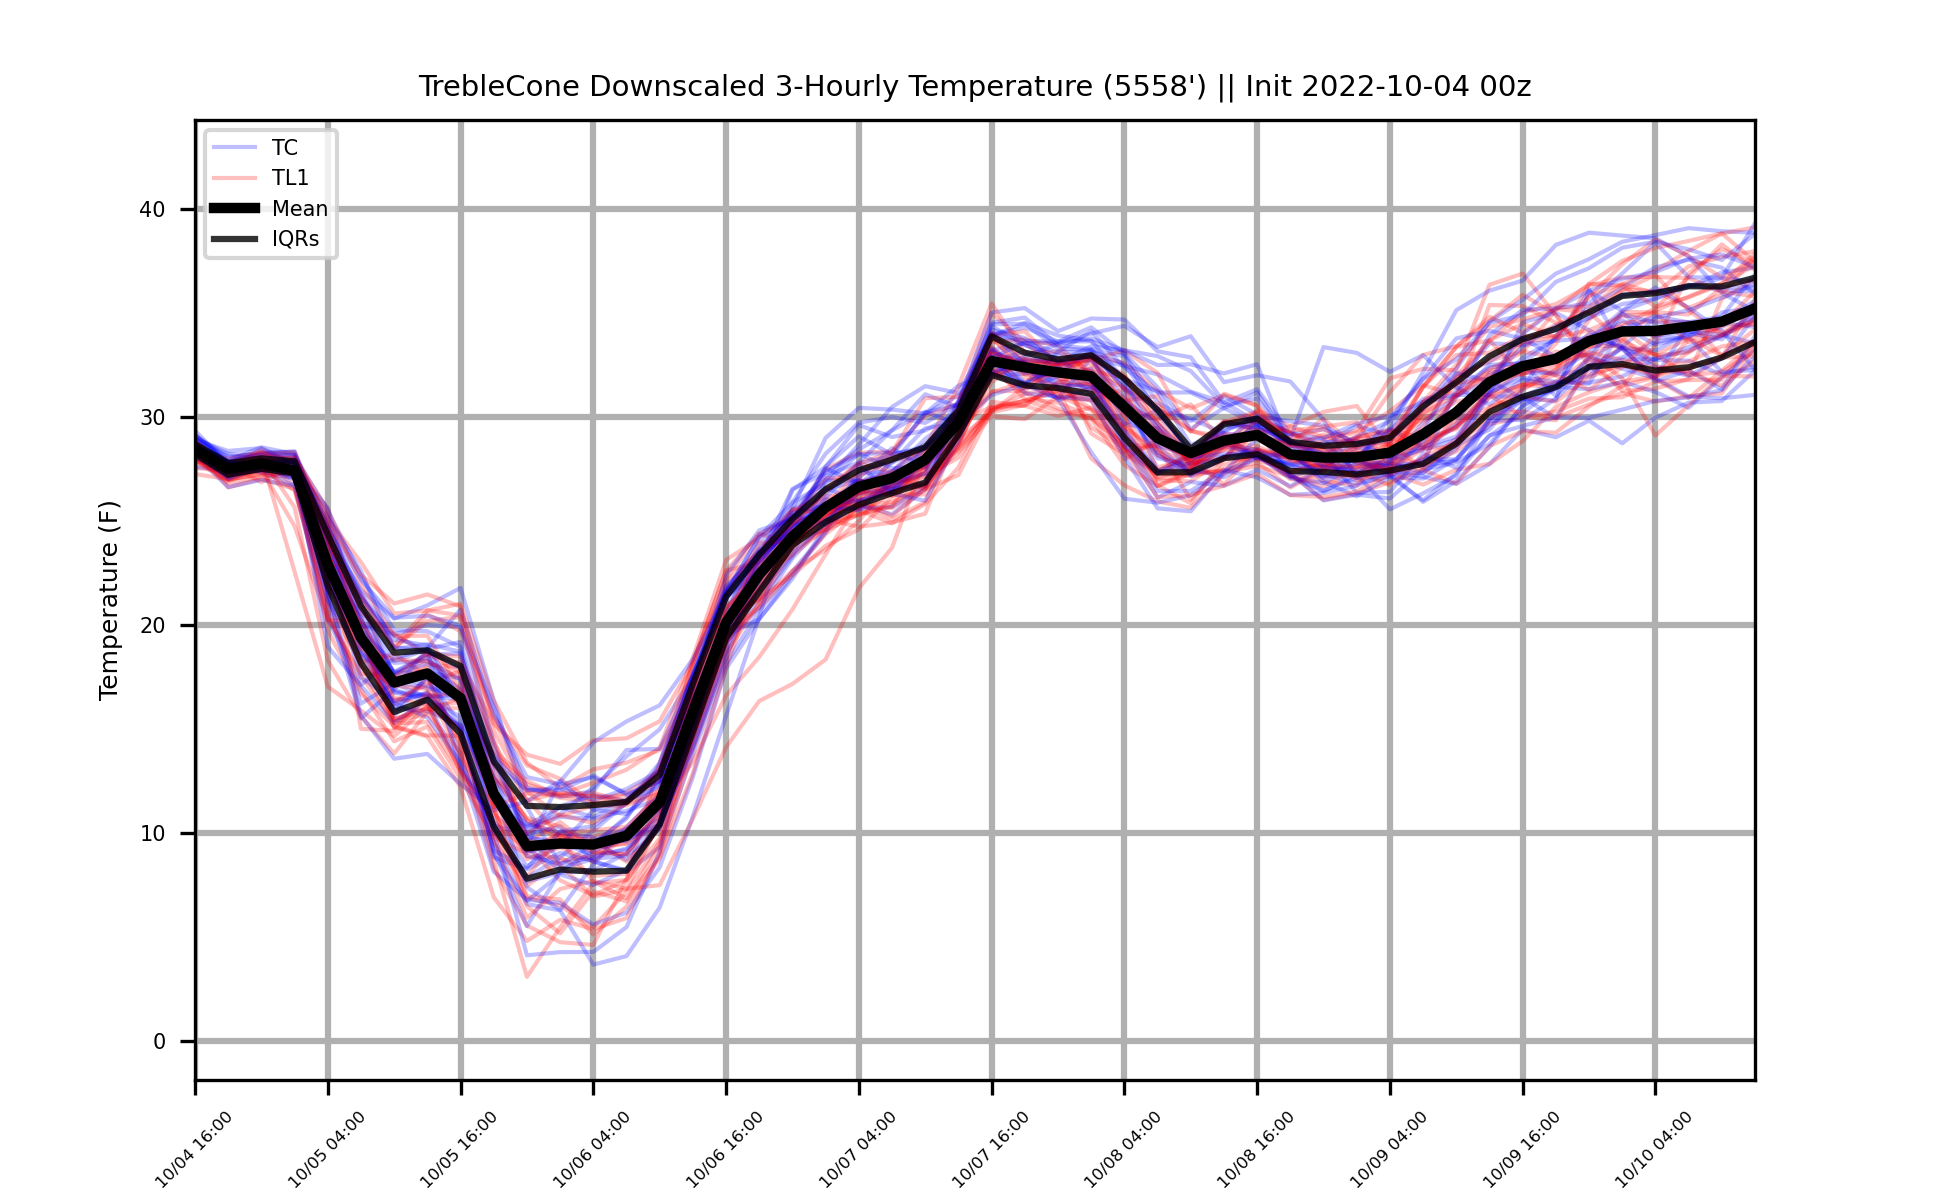 TrebleCone Downscaled 3-Hourly Temperature (5558') || Init 2022-10-04 00z
TC
TL1
Mean
IQRs
Temperature (F)
40
30
20
10
0
10/04 16:00
10/05 04:00
10/05 16:00
10/06 04:00
10/06 16:00
10/07 04:00
10/07 16:00
10/08 04:00
10/08 16:00
10/09 04:00
10/09 16:00
10/10 04:00